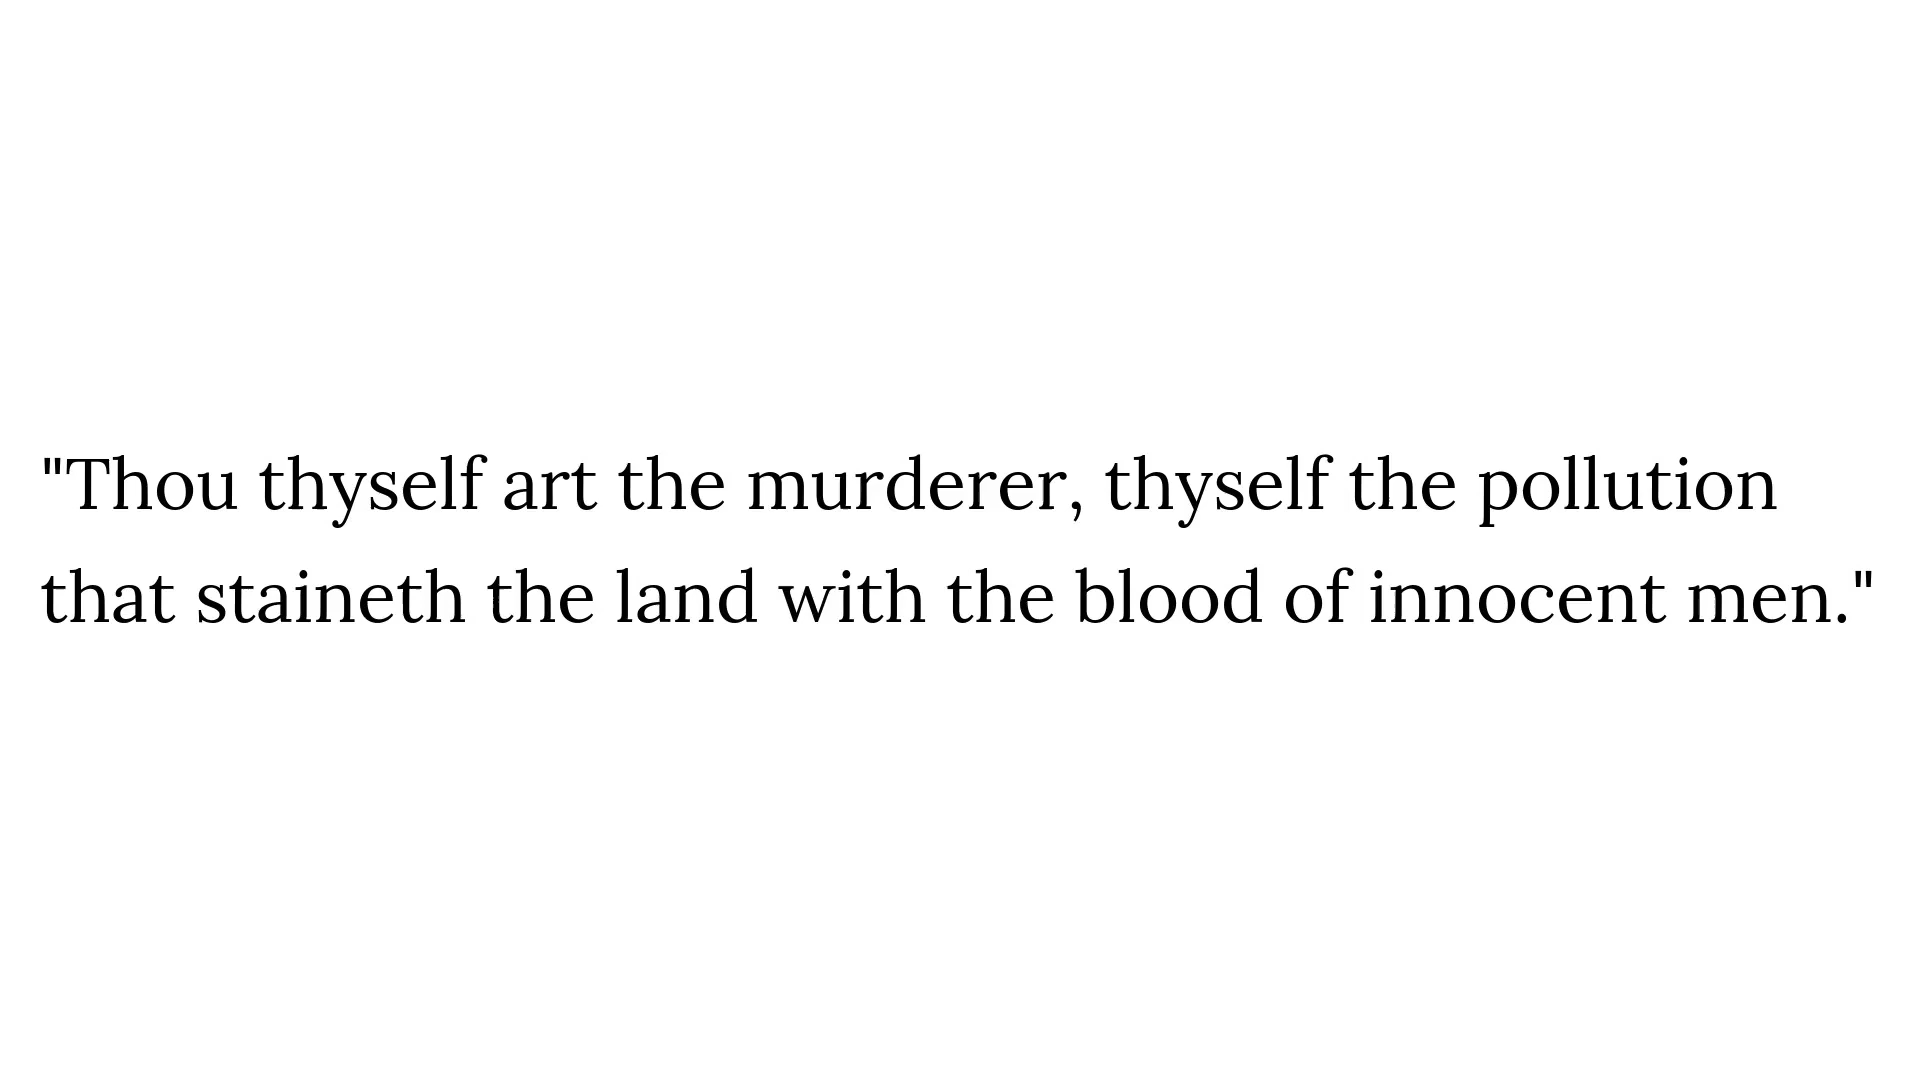 "Thou thyself art the murderer, thyself the pollution
that staineth the land with the blood of innocent men."